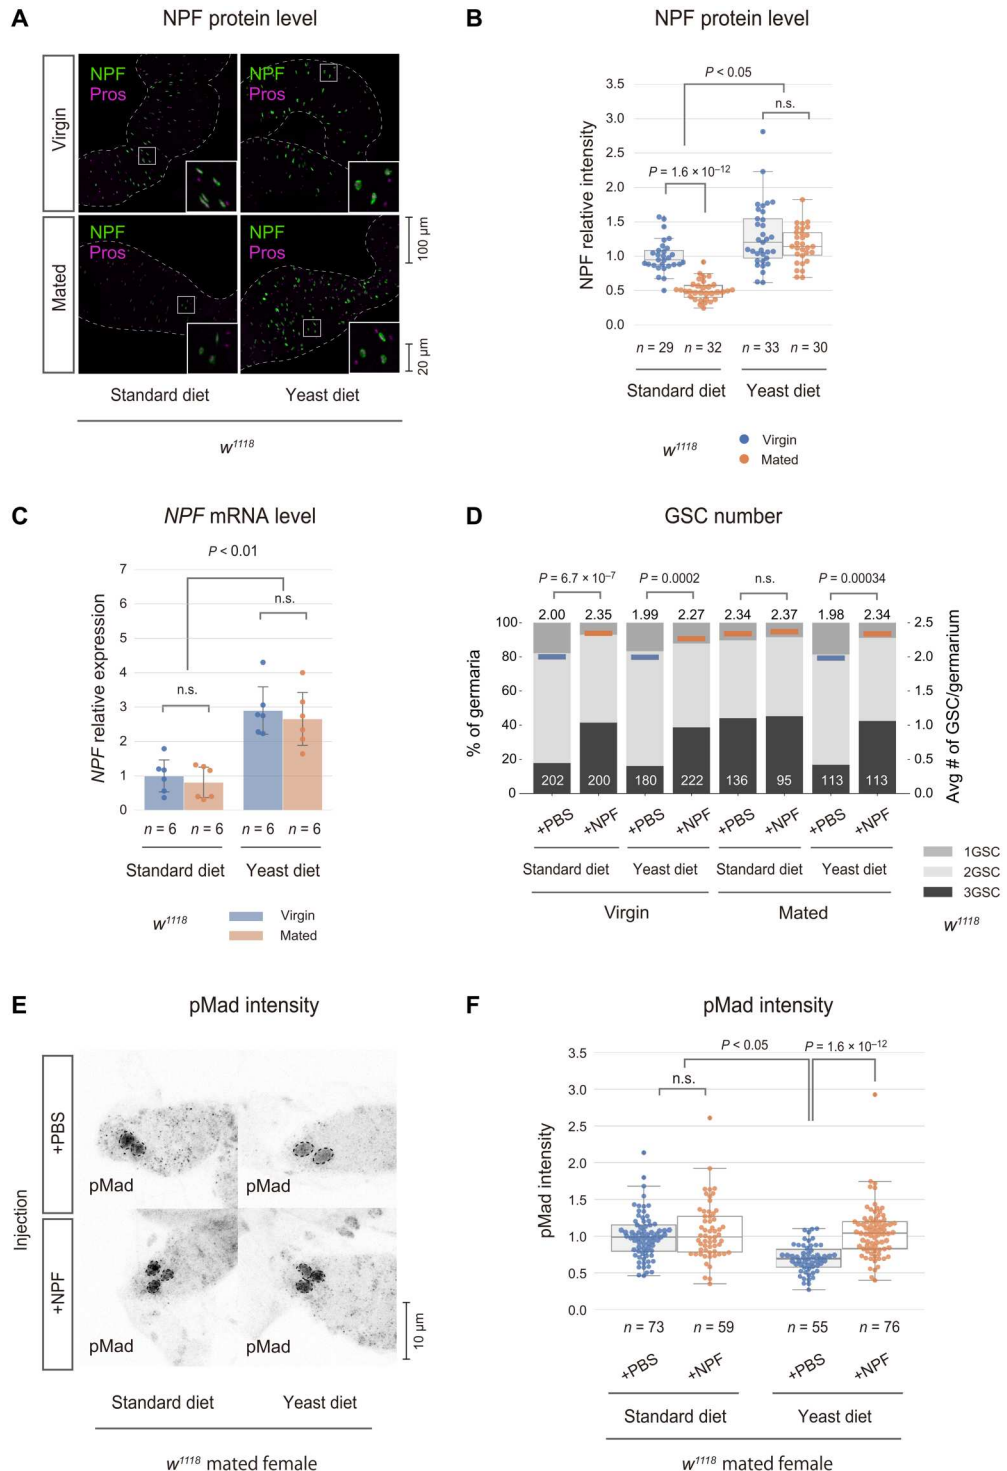 A
NPF protein level
Virgin
Mated
NPF
Pros
NPF
Pros
NPF
Pros
NPF
Pros
100 μm
20 μm
Standard diet
Yeast diet
w1118
B
NPF protein level
NPF relative intensity
3.5
3.0
2.5
2.0
1.5
1.0
0.5
0.0
P < 0.05
n.s.
P = 1.6 × 10–12
n = 29
n = 32
n = 33
n = 30
Standard diet
Yeast diet
w1118
Virgin
Mated
C
NPF mRNA level
NPF relative expression
P < 0.01
7
6
5
4
3
2
1
0
n.s.
n.s.
n = 6
n = 6
n = 6
n = 6
Standard diet
Yeast diet
w1118
Virgin
Mated
D
GSC number
P = 6.7 × 10–7
P = 0.0002
n.s.
P = 0.00034
2.00
2.35
1.99
2.27
2.34
2.37
1.98
2.34
% of germaria
100
80
60
40
20
0
2.5
2.0
1.5
1.0
0.5
0.0
Avg # of GSC/germarium
202
200
180
222
136
95
113
113
+PBS
+NPF
+PBS
+NPF
+PBS
+NPF
+PBS
+NPF
Standard diet
Yeast diet
Standard diet
Yeast diet
Virgin
Mated
1GSC
2GSC
3GSC
w1118
E
pMad intensity
Injection
+PBS
+NPF
pMad
pMad
pMad
pMad
10 μm
Standard diet
Yeast diet
w1118 mated female
F
pMad intensity
pMad intensity
3.5
3.0
2.5
2.0
1.5
1.0
0.5
0.0
P < 0.05
P = 1.6 × 10–12
n.s.
n = 73
n = 59
n = 55
n = 76
+PBS
+NPF
+PBS
+NPF
Standard diet
Yeast diet
w1118 mated female